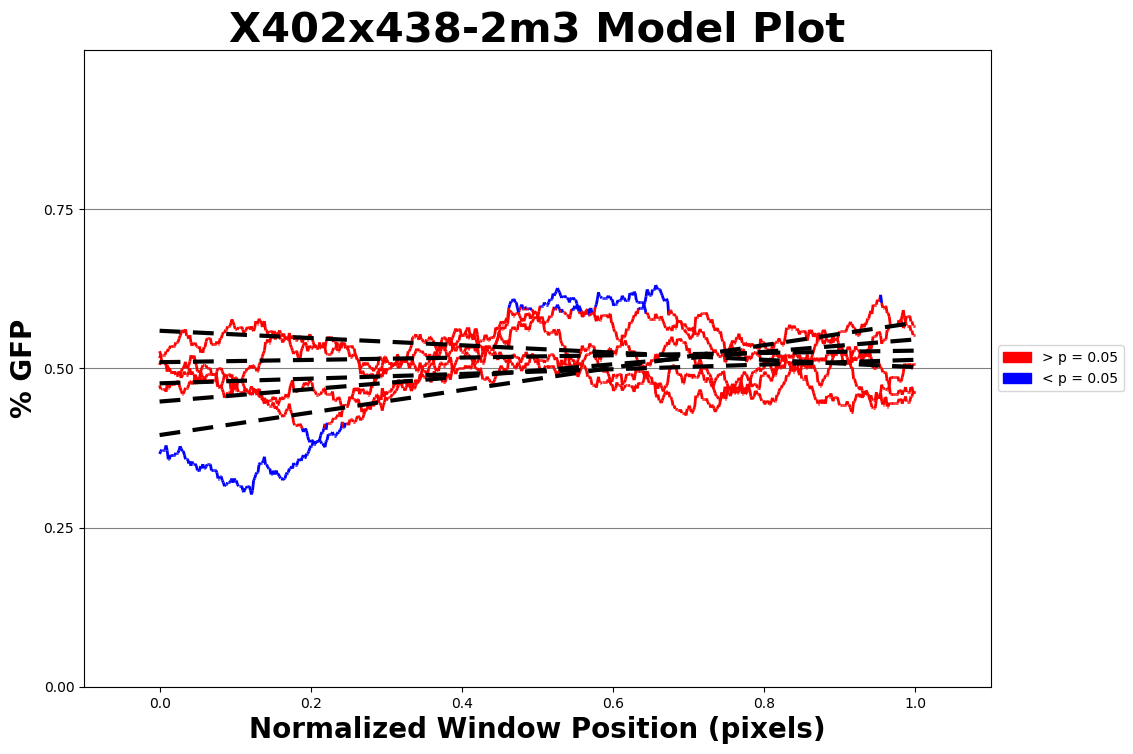 X402x438-2m3 Model Plot
% GFP
0.75
0.50
0.25
0.00
0.0 0.2 0.4 0.6 0.8 1.0
Normalized Window Position (pixels)
> p = 0.05
< p = 0.05